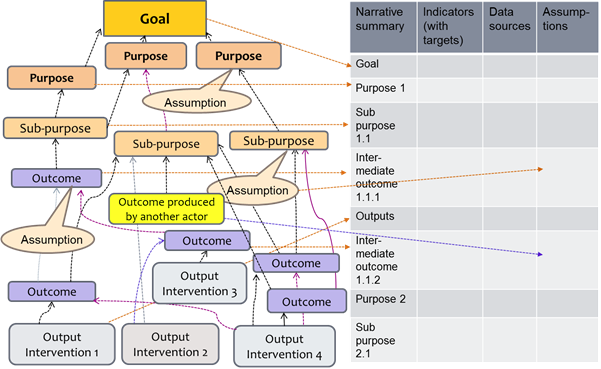 Goal
Purpose
Purpose
Purpose
Assumption
Sub-purpose
Sub-purpose
Sub-purpose
Outcome
Outcome produced
by another actor
Assumption
Assumption
Outcome
Outcome
Output
Intervention 3
Outcome
Outcome
Output
Intervention 1
Output
Intervention 2
Output
Intervention 4
Narrative
summary
Indicators
(with
targets)
Data
sources
Assump-
tions
Goal
Purpose 1
Sub
purpose
1.1
Inter-
mediate
outcome
1.1.1
Outputs
Inter-
mediate
outcome
1.1.2
Purpose 2
Sub
purpose
2.1